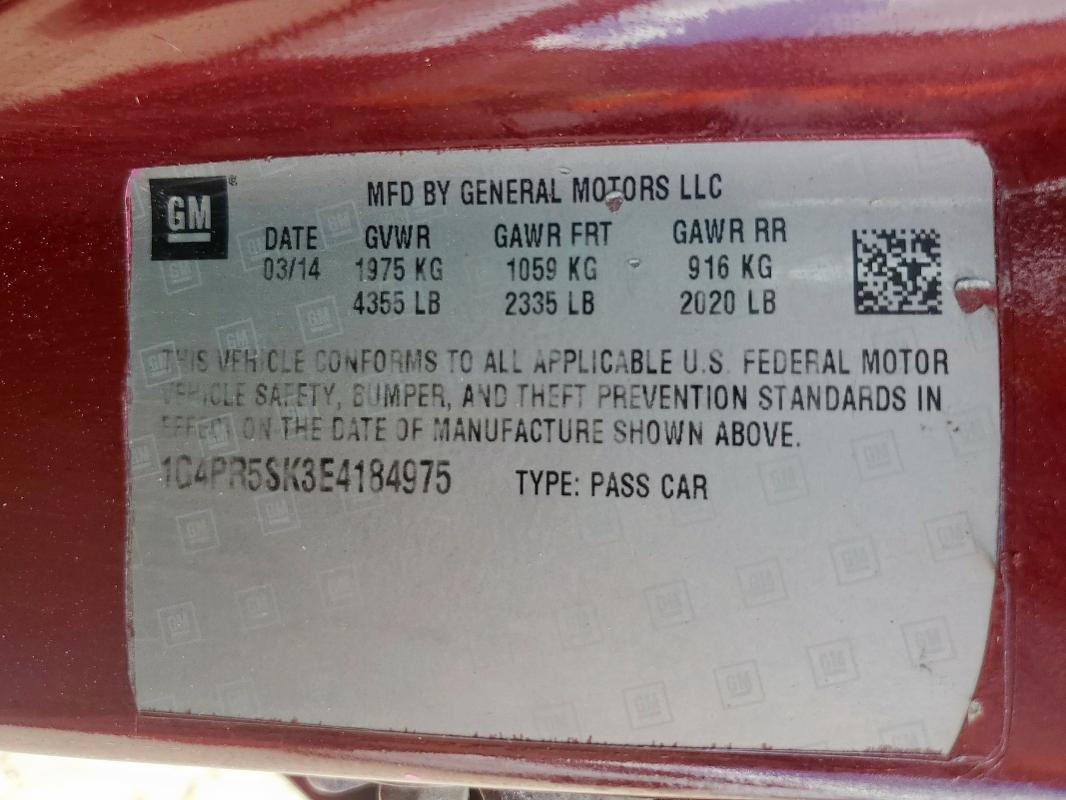 GM
MFD BY GENERAL MOTORS LLC
DATE GVWR GAWR FRT GAWR RR
03/14 1975 KG 1059 KG 916 KG
4355 LB 2335 LB 2020 LB
THIS VEHICLE CONFORMS TO ALL APPLICABLE U.S. FEDERAL MOTOR
VEHICLE SAFETY, BUMPER, AND THEFT PREVENTION STANDARDS IN
EFFECT ON THE DATE OF MANUFACTURE SHOWN ABOVE.
1G4PR5SK3E4184975 TYPE: PASS CAR